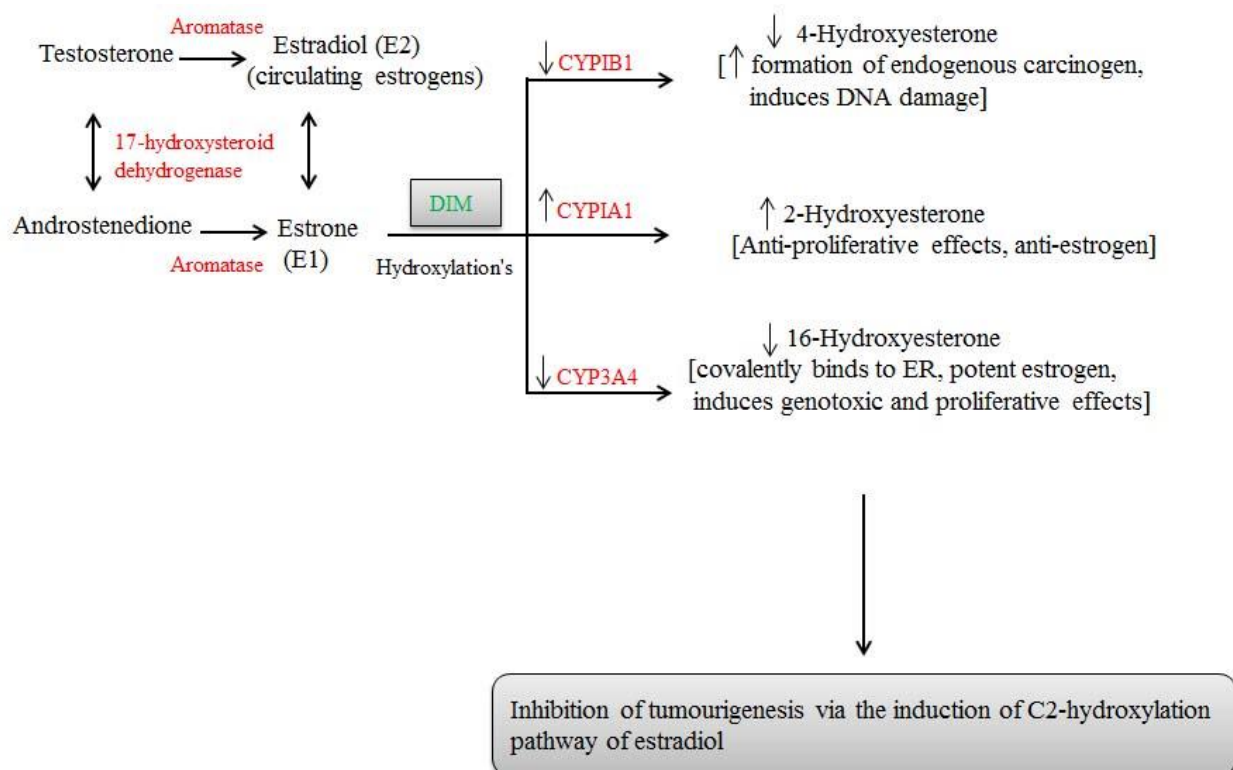 Aromatase
Testosterone
Estradiol (E2)
(circulating estrogens)
17-hydroxysteroid
dehydrogenase
Androstenedione
Aromatase
Estrone
(E1)
DIM
Hydroxylation's
↓ CYPIB1
↓ 4-Hydroxyesterone
[↑ formation of endogenous carcinogen,
induces DNA damage]
↑ CYPIA1
↑ 2-Hydroxyesterone
[Anti-proliferative effects, anti-estrogen]
↓ CYP3A4
↓ 16-Hydroxyesterone
[covalently binds to ER, potent estrogen,
induces genotoxic and proliferative effects]
Inhibition of tumourigenesis via the induction of C2-hydroxylation
pathway of estradiol